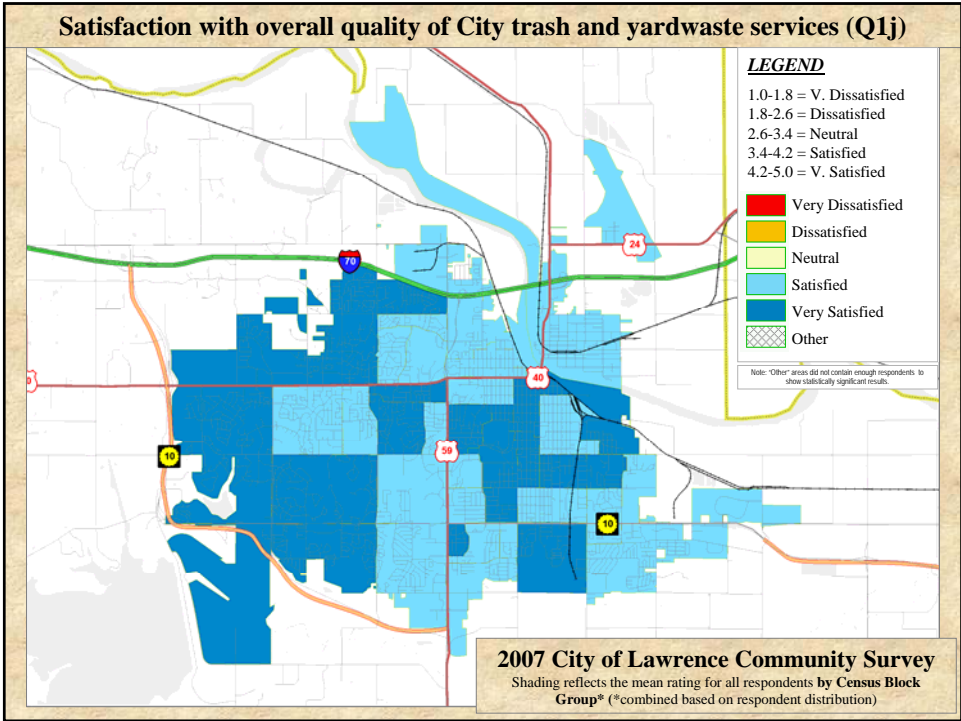 Satisfaction with overall quality of City trash and yardwaste services (Q1j)
LEGEND
1.0-1.8 = V. Dissatisfied
1.8-2.6 = Dissatisfied
2.6-3.4 = Neutral
3.4-4.2 = Satisfied
4.2-5.0 = V. Satisfied
Very Dissatisfied
Dissatisfied
Neutral
Satisfied
Very Satisfied
Other
Note: "Other" areas did not contain enough respondents to
show statistically significant results.
24
70
0
40
59
10
10
2007 City of Lawrence Community Survey
Shading reflects the mean rating for all respondents by Census Block
Group* (*combined based on respondent distribution)